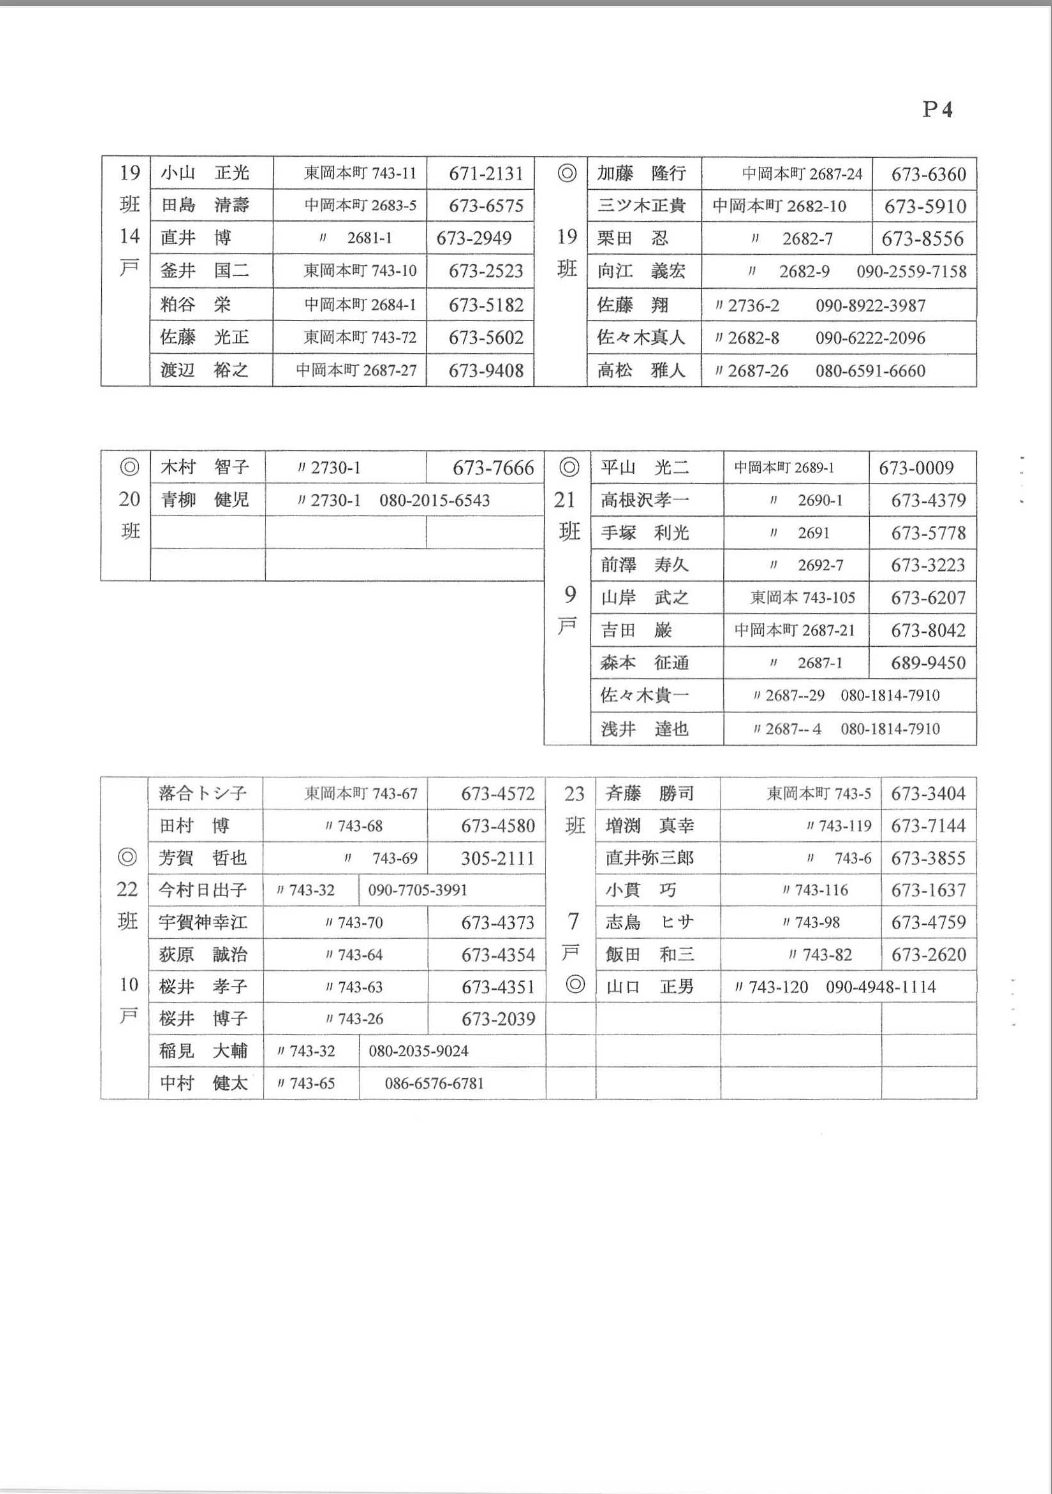 P4
19 小山 正光 東岡本町 743-11 671-2131 ◎ 加藤 隆行 中岡本町 2687-24 673-6360
班 田島 清壽 中岡本町 2683-5 673-6575 三ツ木正貴 中岡本町 2682-10 673-5910
14 直井 博 〃 2681-1 673-2949 19 栗田 忍 〃 2682-7 673-8556
戸 釜井 国二 東岡本町 743-10 673-2523 班 向江 義宏 〃 2682-9 090-2559-7158
粕谷 栄 中岡本町 2684-1 673-5182 佐藤 翔 〃2736-2 090-8922-3987
佐藤 光正 東岡本町 743-72 673-5602 佐々木真人 〃2682-8 090-6222-2096
渡辺 裕之 中岡本町 2687-27 673-9408 高松 雅人 〃2687-26 080-6591-6660
◎ 木村 智子 〃2730-1 673-7666 ◎ 平山 光二 中岡本町 2689-1 673-0009
20 青柳 健児 〃2730-1 080-2015-6543 21 高根沢孝一 〃 2690-1 673-4379
班 班 手塚 利光 〃 2691 673-5778
前澤 寿久 〃 2692-7 673-3223
9 山岸 武之 東岡本 743-105 673-6207
戸 吉田 巌 中岡本町 2687-21 673-8042
森本 征通 〃 2687-1 689-9450
佐々木貴一 〃2687--29 080-1814-7910
浅井 達也 〃2687-- 4 080-1814-7910
落合トシ子 東岡本町 743-67 673-4572 23 斉藤 勝司 東岡本町 743-5 673-3404
田村 博 〃743-68 673-4580 班 増渕 真幸 〃743-119 673-7144
◎ 芳賀 哲也 〃 743-69 305-2111 直井弥三郎 〃 743-6 673-3855
22 今村日出子 〃743-32 090-7705-3991 小貫 巧 〃743-116 673-1637
班 宇賀神幸江 〃743-70 673-4373 7 志鳥 ヒサ 〃743-98 673-4759
荻原 誠治 〃743-64 673-4354 戸 飯田 和三 〃743-82 673-2620
10 桜井 孝子 〃743-63 673-4351 ◎ 山口 正男 〃743-120 090-4948-1114
戸 桜井 博子 〃743-26 673-2039
稲見 大輔 〃743-32 080-2035-9024
中村 健太 〃743-65 086-6576-6781